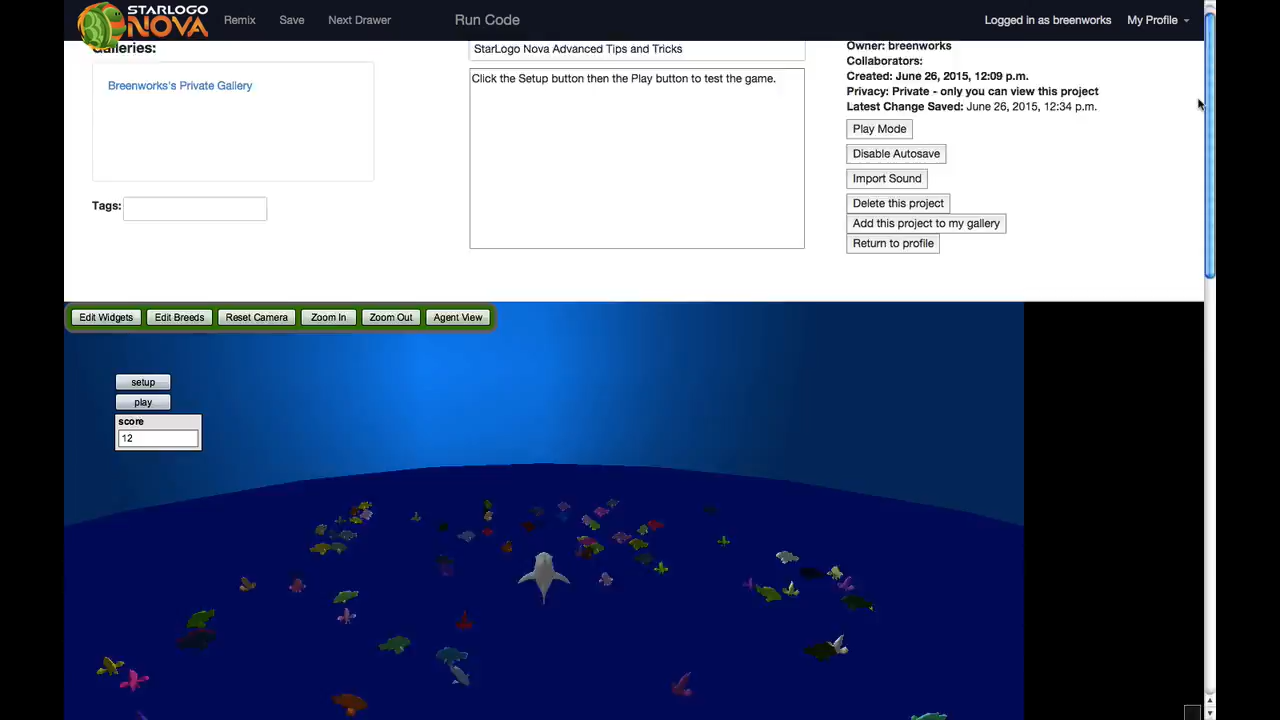 STARLOGO
NOVA
Remix
Save
Next Drawer
Run Code
Logged in as breenworks
My Profile
Galleries:
Breenworks's Private Gallery
Tags:
StarLogo Nova Advanced Tips and Tricks
Click the Setup button then the Play button to test the game.
Owner: breenworks
Collaborators:
Created: June 26, 2015, 12:09 p.m.
Privacy: Private - only you can view this project
Latest Change Saved: June 26, 2015, 12:34 p.m.
Play Mode
Disable Autosave
Import Sound
Delete this project
Add this project to my gallery
Return to profile
Edit Widgets
Edit Breeds
Reset Camera
Zoom In
Zoom Out
Agent View
setup
play
score
12